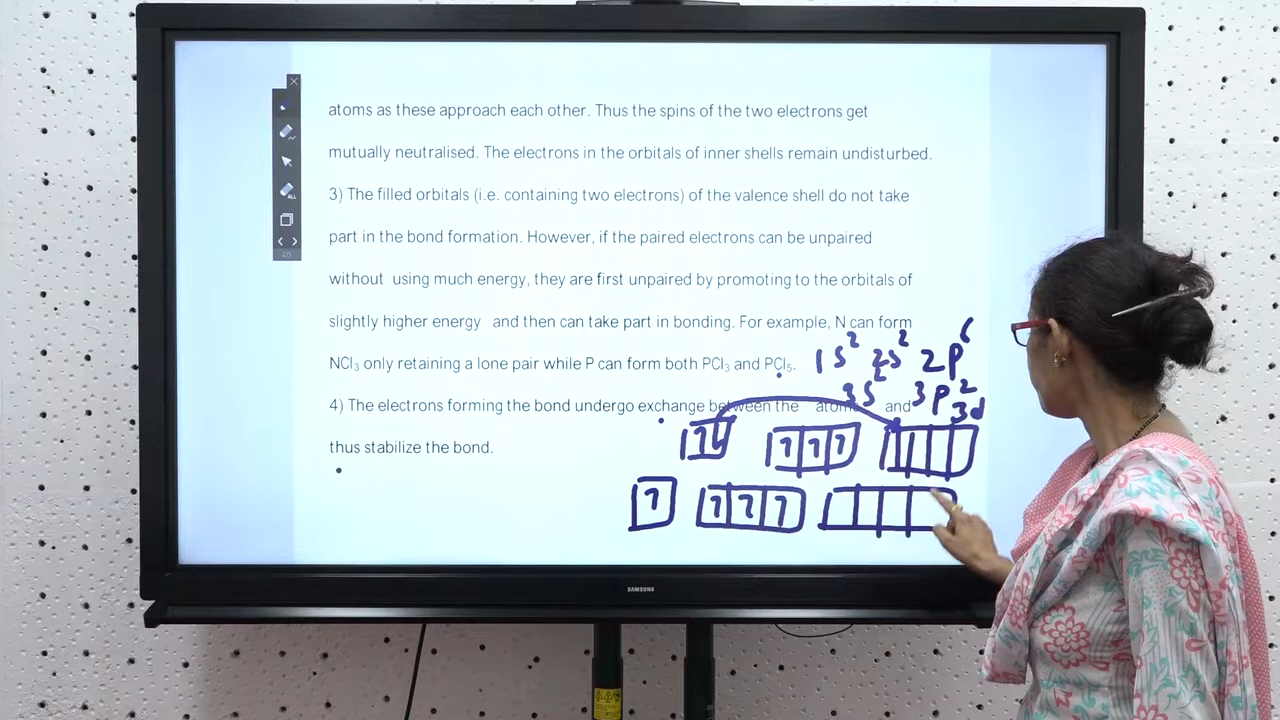 atoms as these approach each other. Thus the spins of the two electrons get
mutually neutralised. The electrons in the orbitals of inner shells remain undisturbed.
3) The filled orbitals (i.e. containing two electrons) of the valence shell do not take
part in the bond formation. However, if the paired electrons can be unpaired
without using much energy, they are first unpaired by promoting to the orbitals of
slightly higher energy and then can take part in bonding. For example, N can form
NCl₃ only retaining a lone pair while P can form both PCl₃ and PCl₅.
1s² 2s² 2p⁶
3s² 3p² 3d
4) The electrons forming the bond undergo exchange between the and
thus stabilize the bond.
ALL
2/5
SAMSUNG